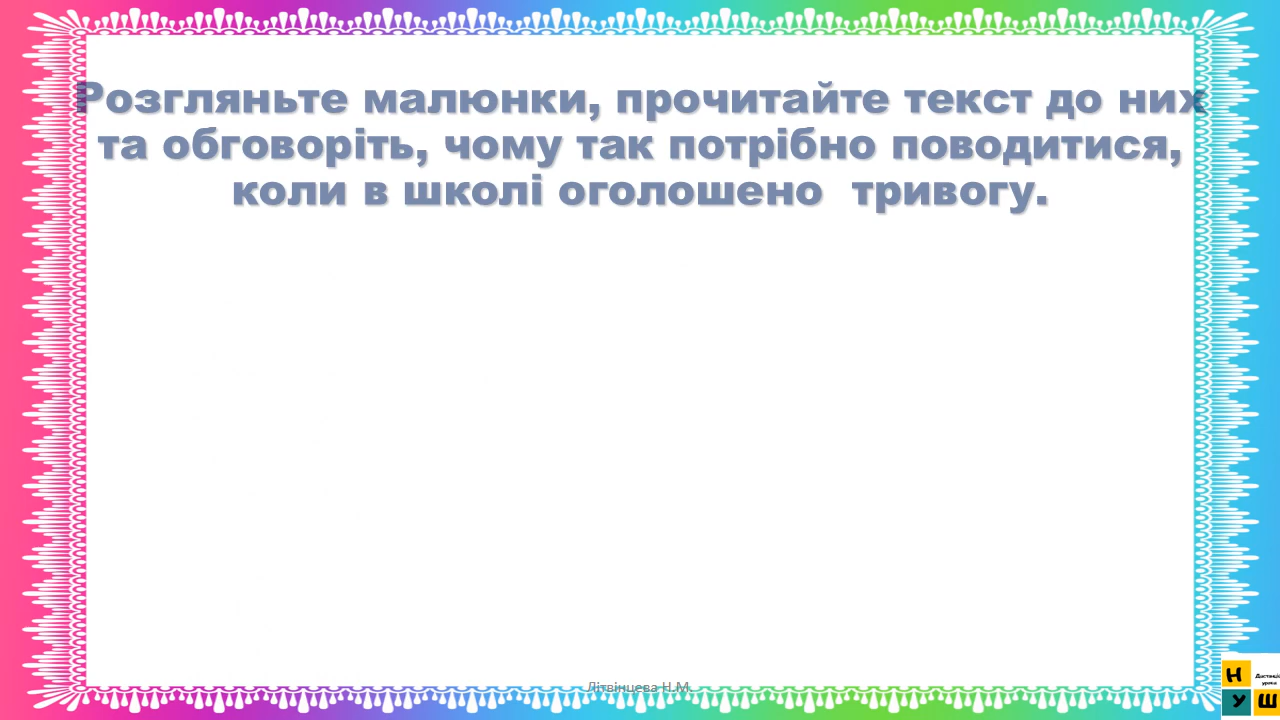 Розгляньте малюнки, прочитайте текст до них
та обговоріть, чому так потрібно поводитися,
коли в школі оголошено тривогу.
Літвінцева Н.М.
Н
У Ш